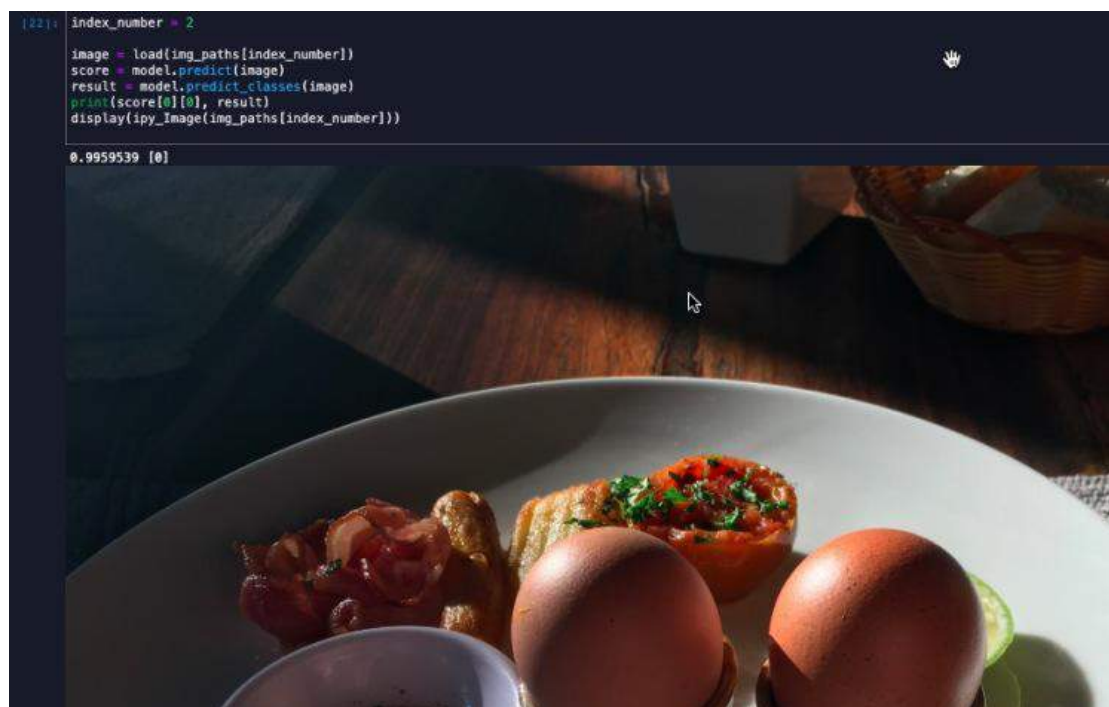 [22]: index_number = 2
image = load(img_paths[index_number])
score = model.predict(image)
result = model.predict_classes(image)
print(score[0][0], result)
display(ipy_Image(img_paths[index_number]))
0.9959539 [0]